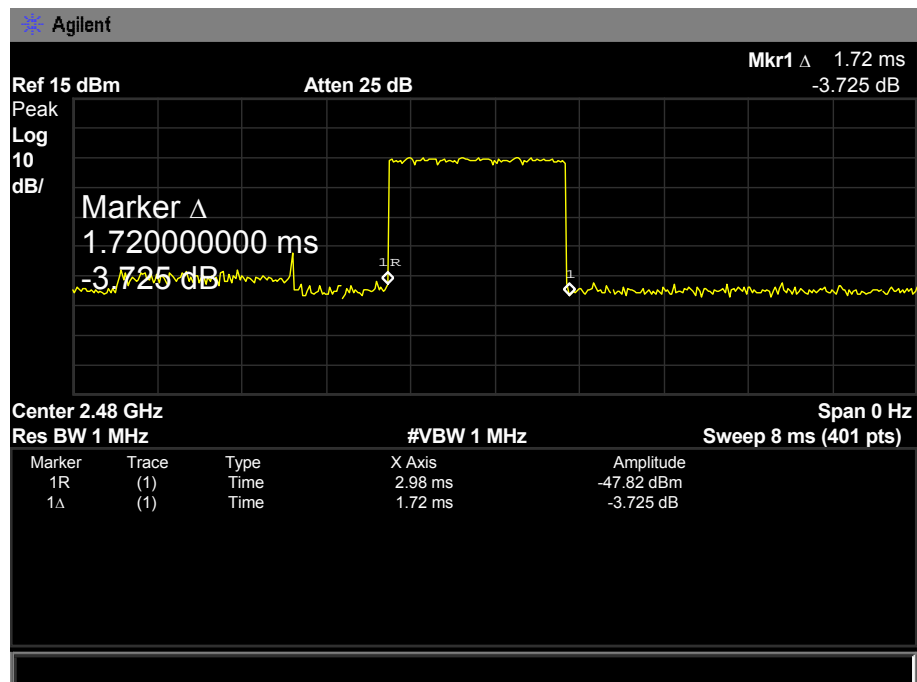 Agilent
Mkr1 Δ 1.72 ms
Ref 15 dBm Atten 25 dB -3.725 dB
Peak
Log
10
dB/
Marker Δ
1.720000000 ms
-3.725 dB
1R
1
Center 2.48 GHz Span 0 Hz
Res BW 1 MHz #VBW 1 MHz Sweep 8 ms (401 pts)
Marker Trace Type X Axis Amplitude
1R (1) Time 2.98 ms -47.82 dBm
1Δ (1) Time 1.72 ms -3.725 dB